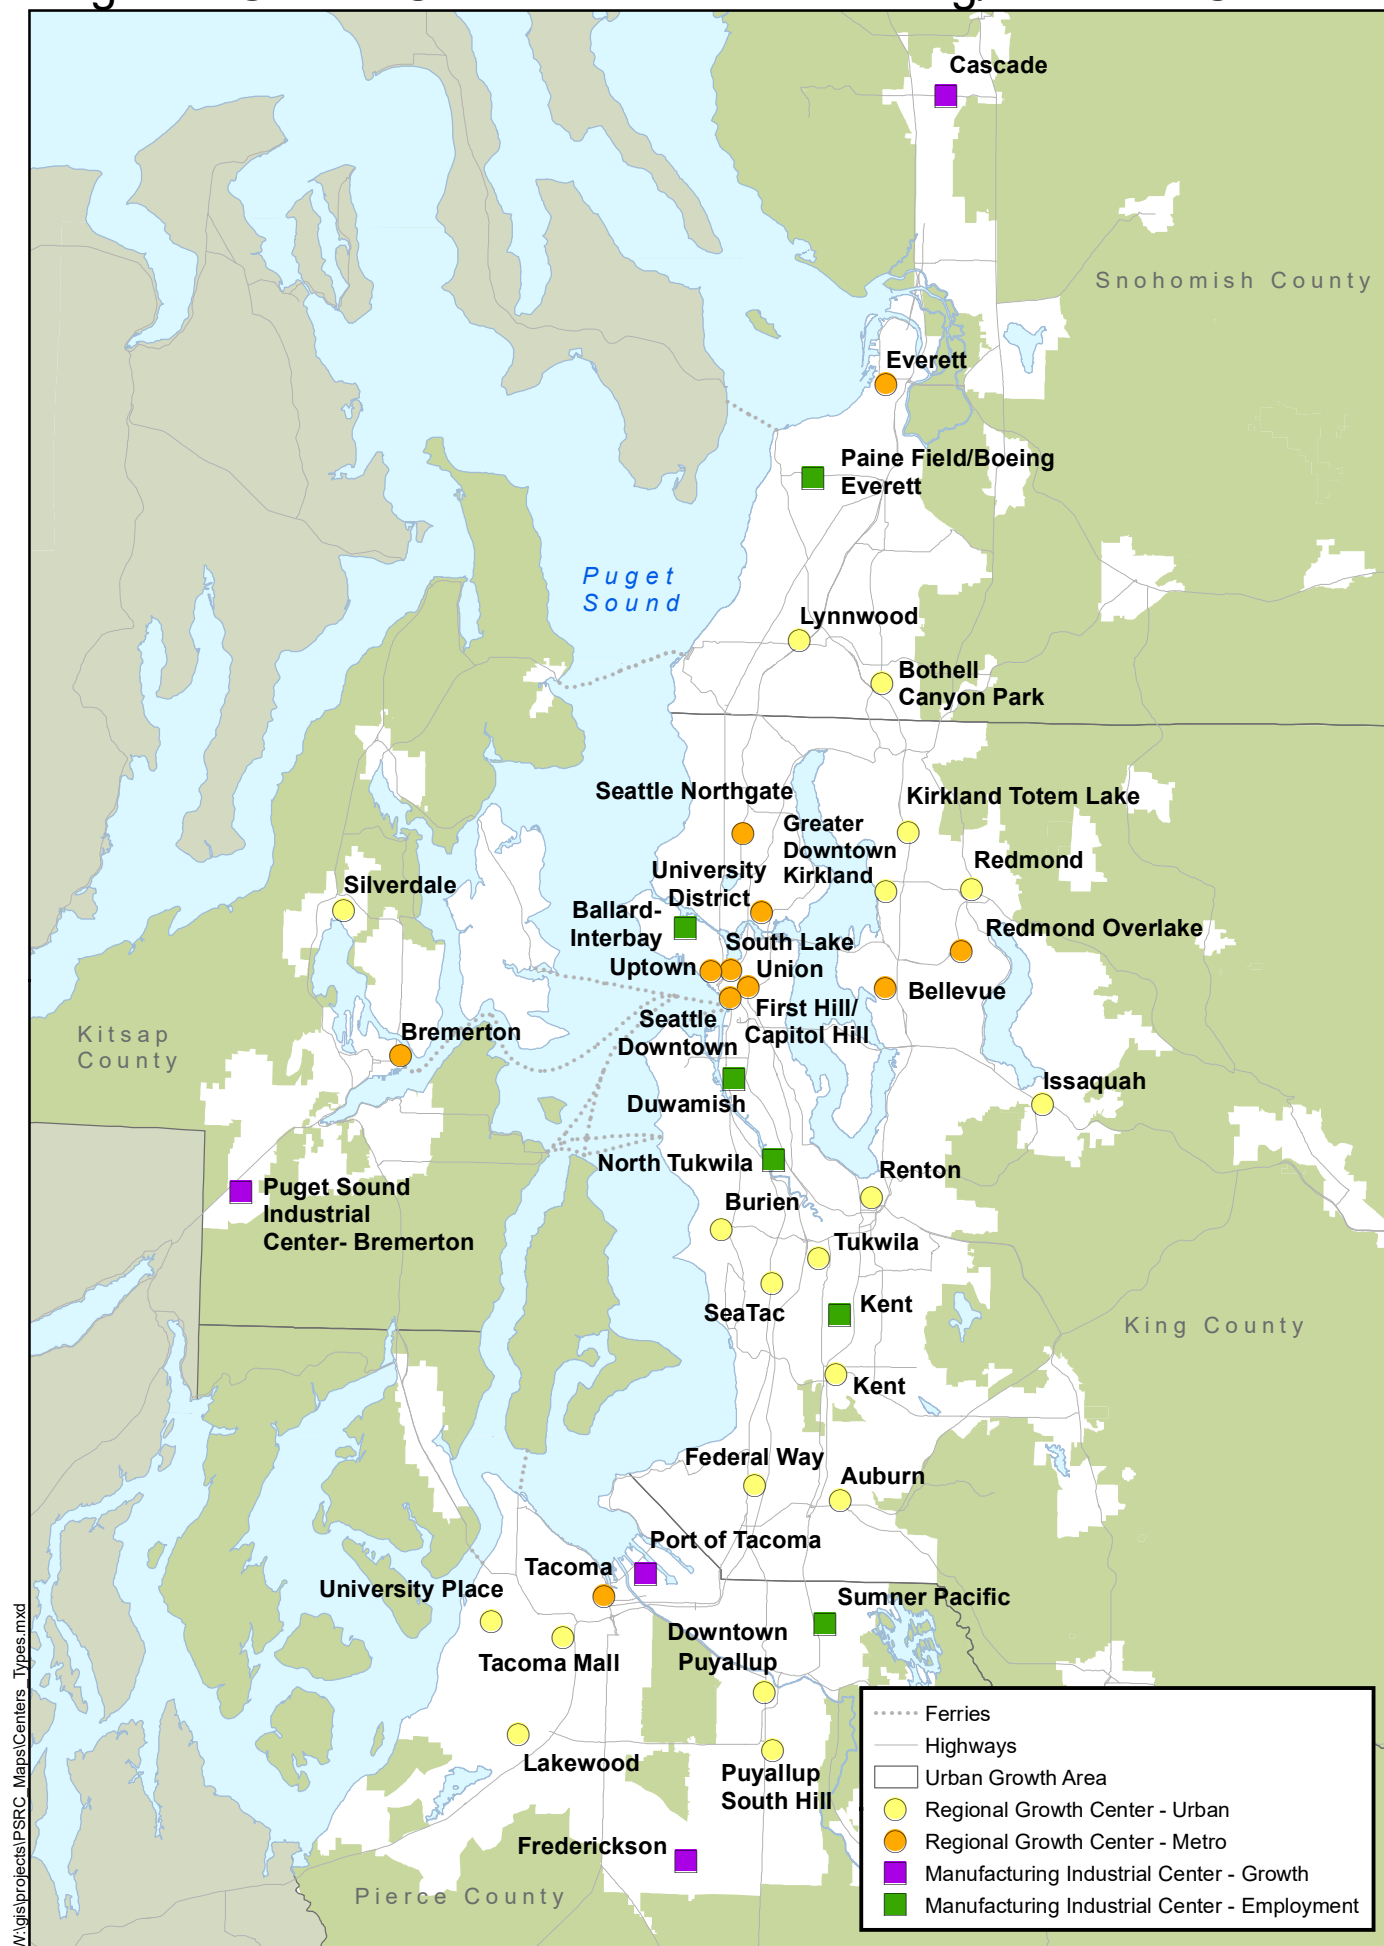 Cascade
Snohomish County
Everett
Paine Field/Boeing
Everett
Puget
Sound
Lynnwood
Bothell
Canyon Park
Seattle Northgate
Kirkland Totem Lake
Greater
Downtown
Kirkland
Redmond
University
District
Silverdale
Ballard-
Interbay
Redmond Overlake
South Lake
Union
Uptown
Bellevue
First Hill/
Capitol Hill
Seattle
Downtown
Kitsap
County
Bremerton
Issaquah
Duwamish
North Tukwila
Renton
Puget Sound
Industrial
Center- Bremerton
Burien
Tukwila
SeaTac
Kent
King County
Kent
Federal Way
Auburn
Port of Tacoma
Tacoma
University Place
Sumner Pacific
Downtown
Puyallup
Tacoma Mall
Lakewood
Puyallup
South Hill
Frederickson
Pierce County
Ferries
Highways
Urban Growth Area
Regional Growth Center - Urban
Regional Growth Center - Metro
Manufacturing Industrial Center - Growth
Manufacturing Industrial Center - Employment
W:\gis\projects\PSRC_Maps\Centers_Types.mxd